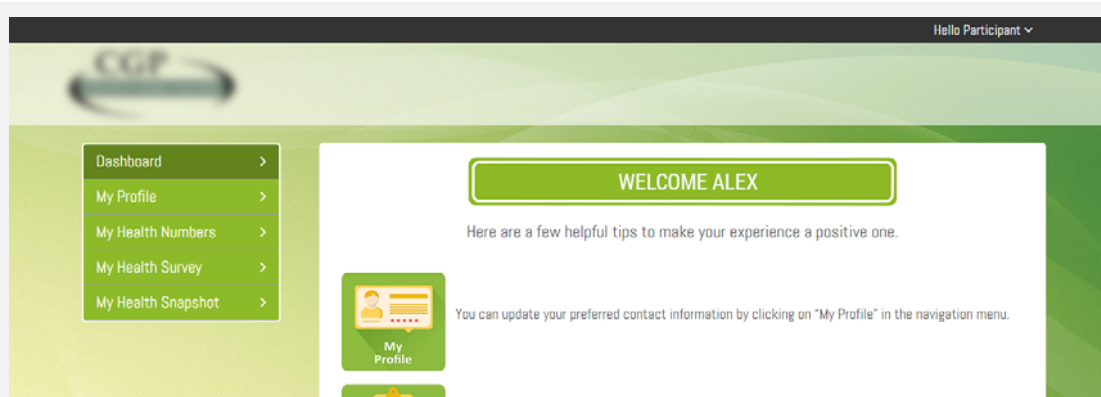 Hello Participant
CGP
Dashboard
My Profile
My Health Numbers
My Health Survey
My Health Snapshot
WELCOME ALEX
Here are a few helpful tips to make your experience a positive one.
My
Profile
You can update your preferred contact information by clicking on "My Profile" in the navigation menu.